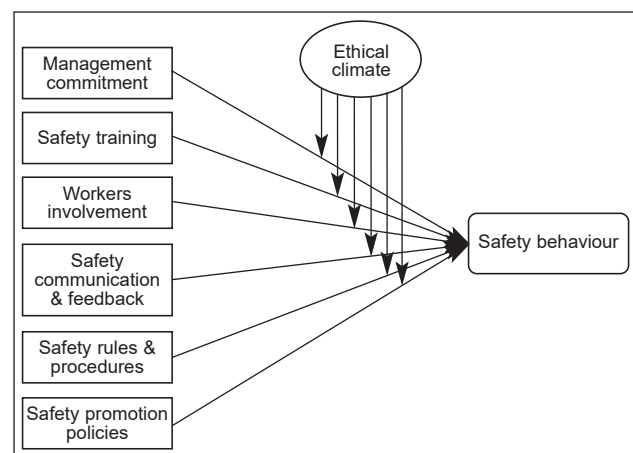 Management
commitment
Safety training
Workers
involvement
Safety
communication
& feedback
Safety rules &
procedures
Safety promotion
policies
Ethical
climate
Safety behaviour